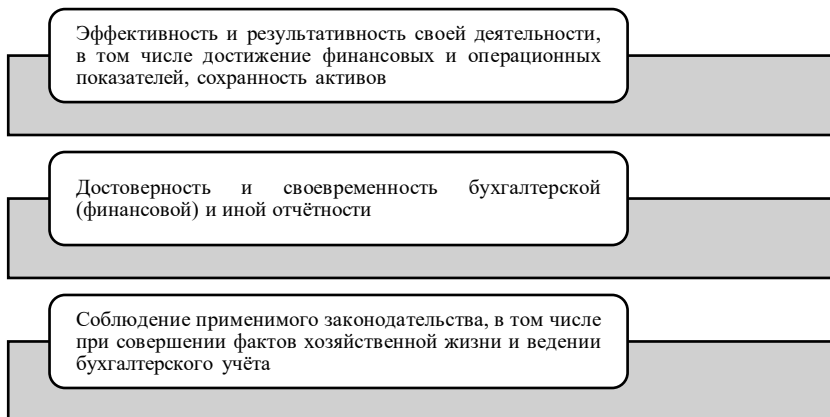 Эффективность и результативность своей деятельности,
в том числе достижение финансовых и операционных
показателей, сохранность активов
Достоверность и своевременность бухгалтерской
(финансовой) и иной отчётности
Соблюдение применимого законодательства, в том числе
при совершении фактов хозяйственной жизни и ведении
бухгалтерского учёта